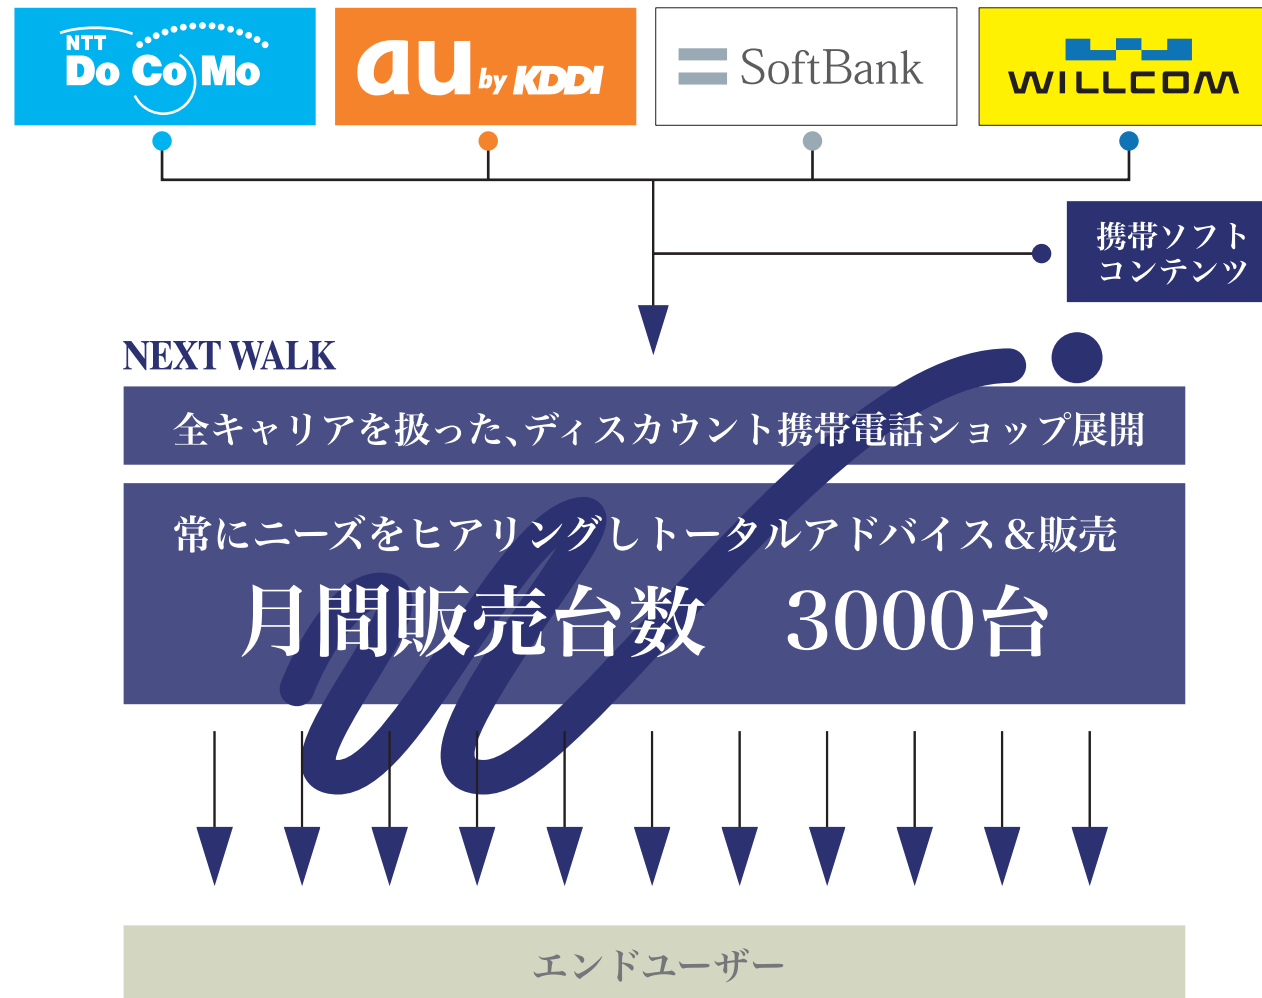 NTT
DoCoMo
au by KDDI
SoftBank
WILLCOM
携帯ソフト
コンテンツ
NEXT WALK
全キャリアを扱った、ディスカウント携帯電話ショップ展開
常にニーズをヒアリングしトータルアドバイス&販売
月間販売台数　3000台
エンドユーザー